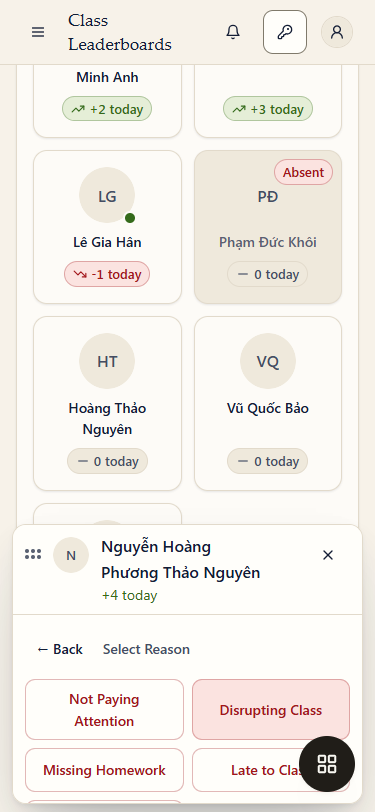 Class
Leaderboards
Minh Anh
+2 today
+3 today
LG
Lê Gia Hân
-1 today
Absent
PĐ
Phạm Đức Khôi
0 today
HT
Hoàng Thảo
Nguyên
0 today
VQ
Vũ Quốc Bảo
0 today
N
Nguyễn Hoàng
Phương Thảo Nguyên
+4 today
← Back
Select Reason
Not Paying
Attention
Disrupting Class
Missing Homework
Late to